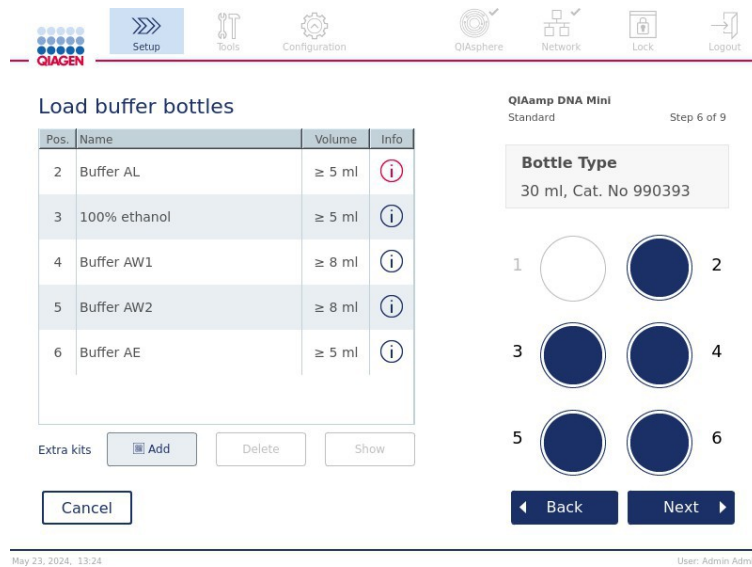 Setup
Tools
Configuration
QIAsphere
Network
Lock
Logout
QIAGEN
Load buffer bottles
QIAamp DNA Mini
Standard Step 6 of 9
Pos. Name Volume Info
2 Buffer AL ≥ 5 ml i
3 100% ethanol ≥ 5 ml i
4 Buffer AW1 ≥ 8 ml i
5 Buffer AW2 ≥ 8 ml i
6 Buffer AE ≥ 5 ml i
Bottle Type
30 ml, Cat. No 990393
1 2
3 4
5 6
Extra kits Add Delete Show
Cancel Back Next
May 23, 2024, 13:24 User: Admin Adm